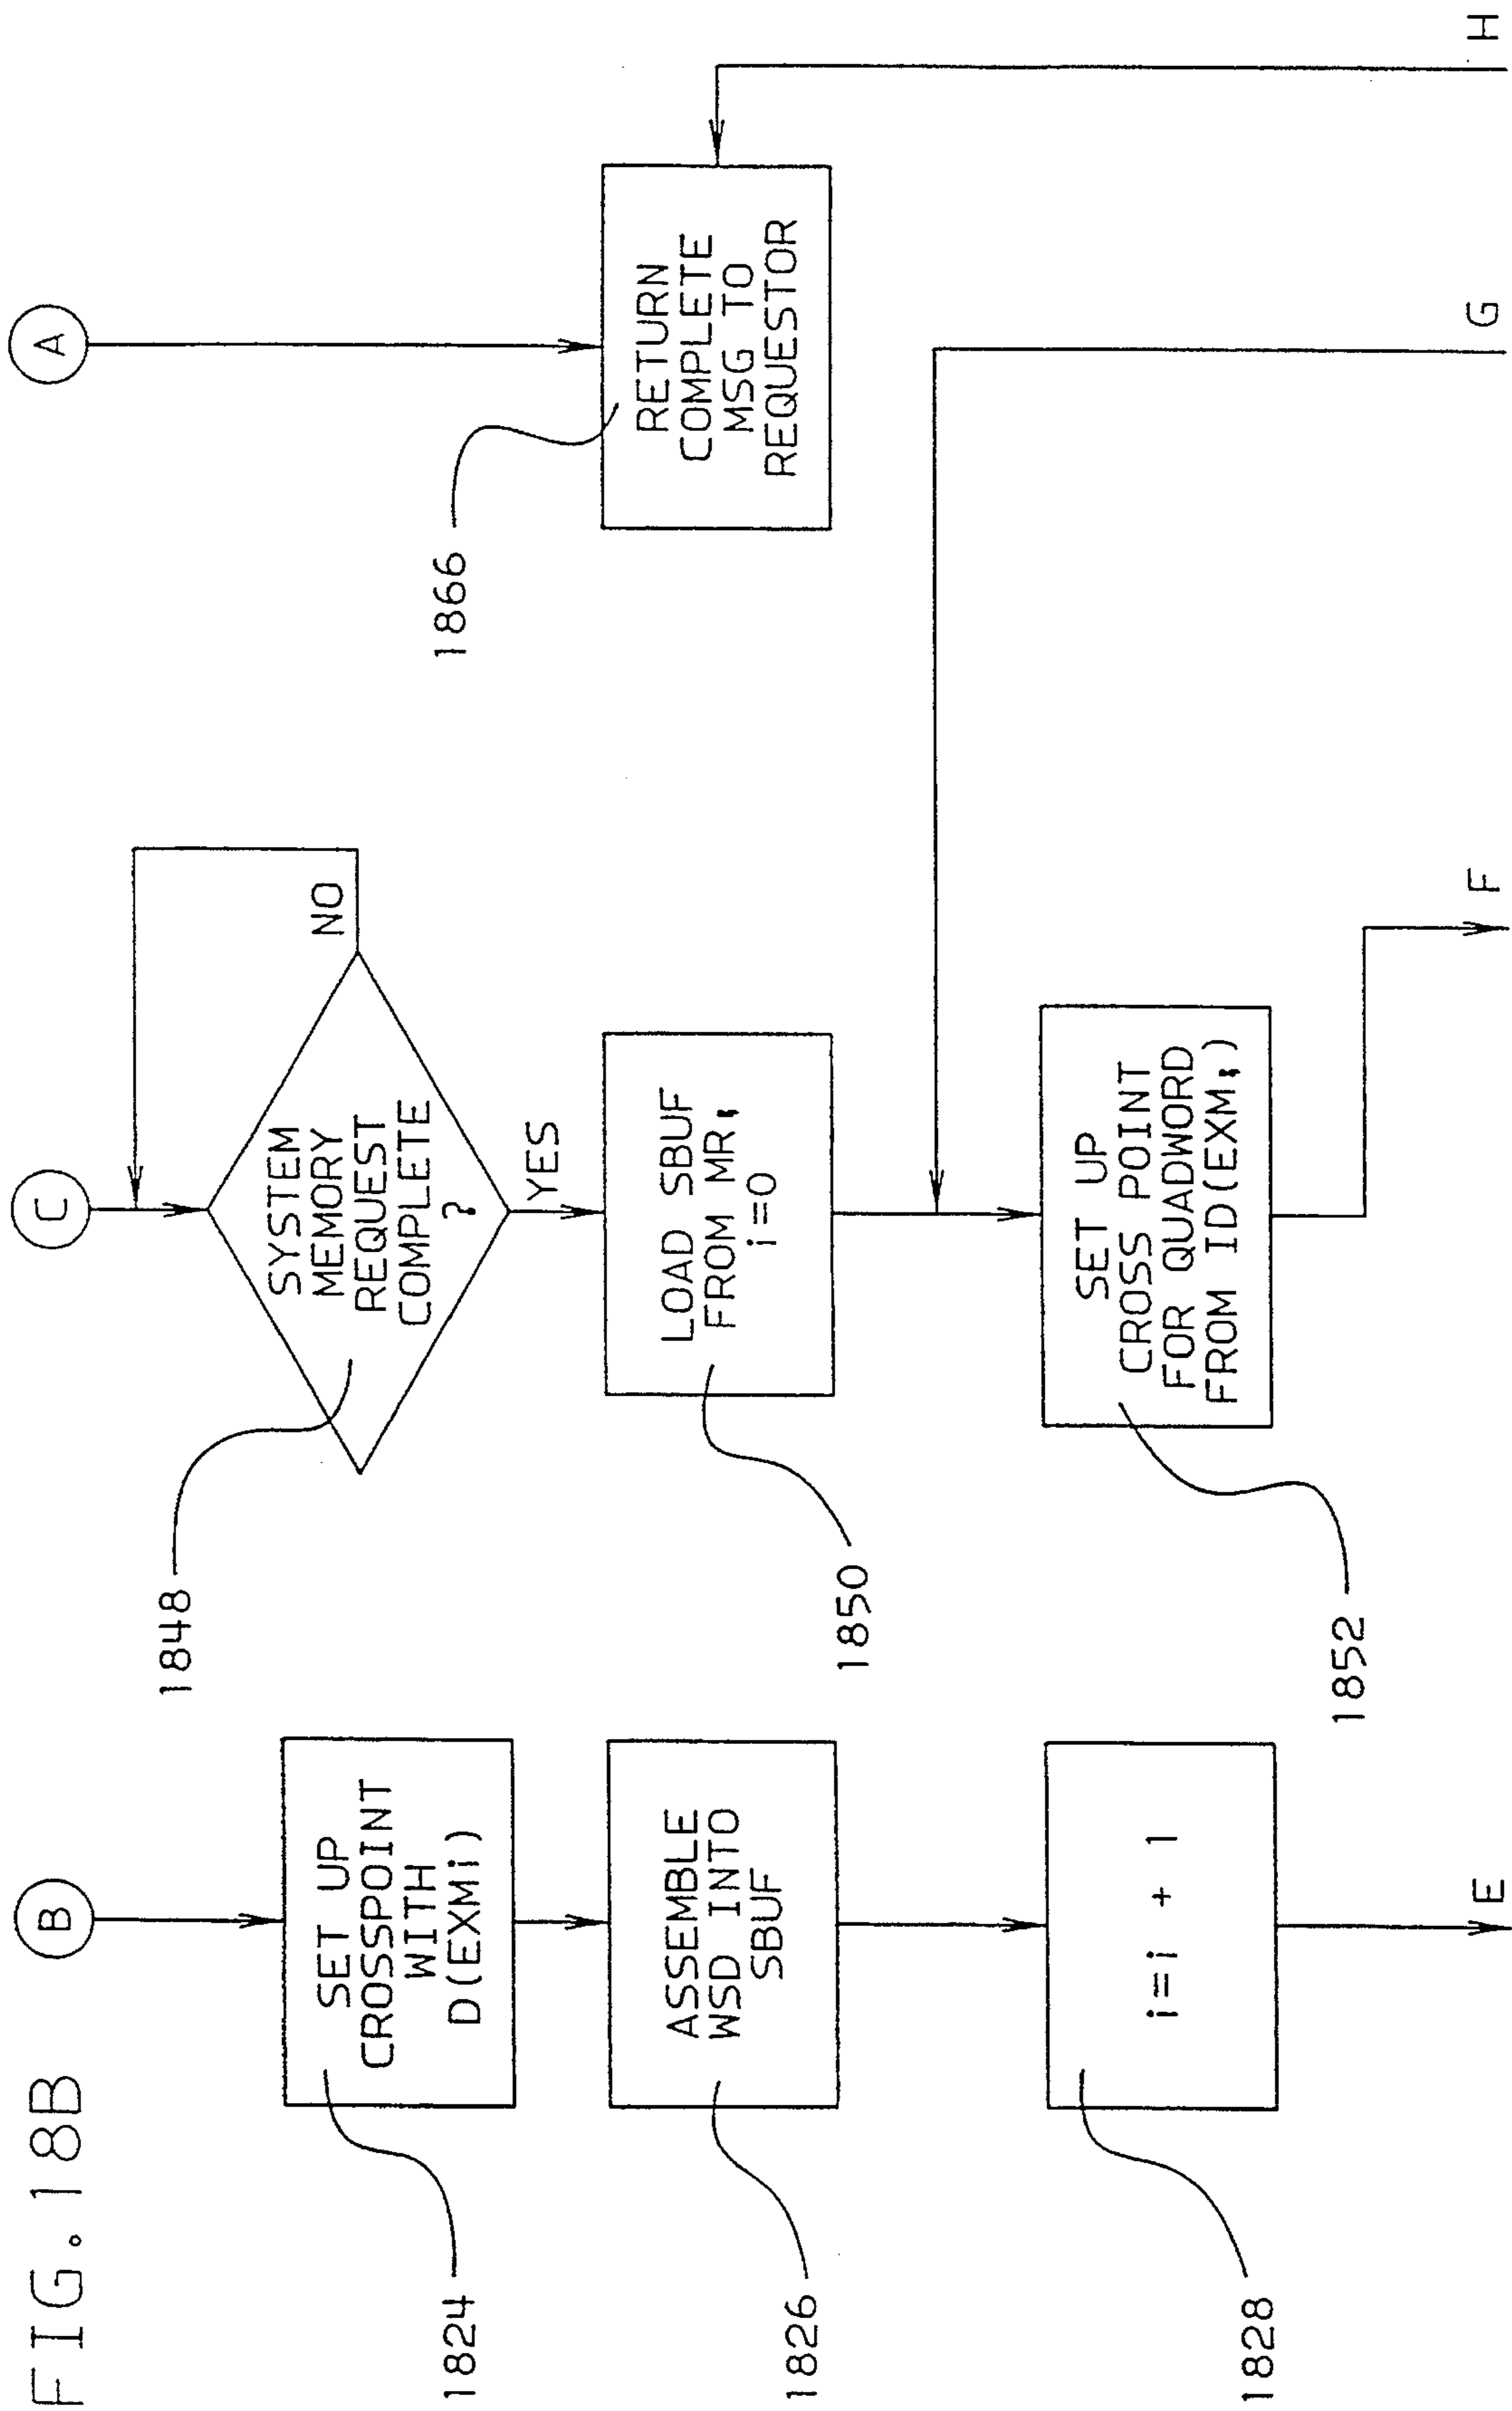 FIG. 18B
B
1824
SET UP
CROSSPOINT
WITH
D(EXMi)
1826
ASSEMBLE
WSD INTO
SBUF
1828
i=i + 1
E
C
1848
SYSTEM
MEMORY
REQUEST
COMPLETE
?
NO
YES
1850
LOAD SBUF
FROM MR,
i=0
1852
SET UP
CROSS POINT
FOR QUADWORD
FROM ID(EXMi)
F
A
1866
RETURN
COMPLETE
MSG TO
REQUESTOR
G
H